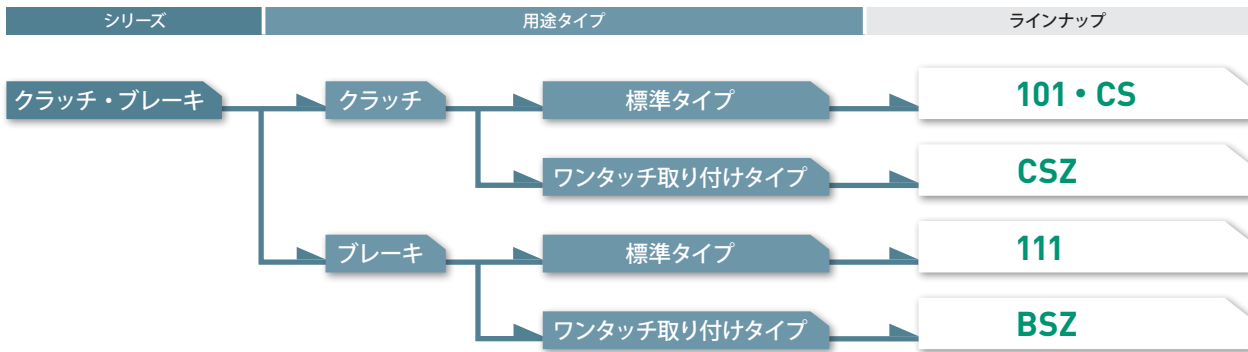 シリーズ 用途タイプ ラインナップ
クラッチ・ブレーキ クラッチ 標準タイプ 101・CS
ワンタッチ取り付けタイプ CSZ
ブレーキ 標準タイプ 111
ワンタッチ取り付けタイプ BSZ